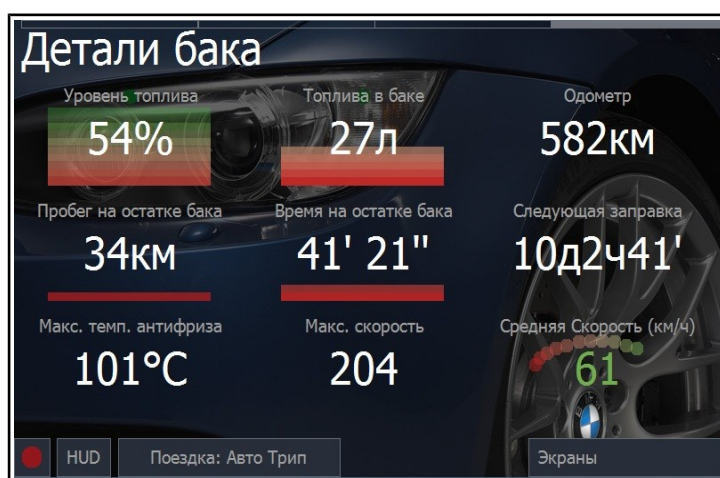 Детали бака
Уровень топлива
Топлива в баке
Одометр
54%
27л
582км
Пробег на остатке бака
Время на остатке бака
Следующая заправка
34км
41' 21''
10д2ч41'
Макс. темп. антифриза
Макс. скорость
Средняя Скорость (км/ч)
101°C
204
61
HUD
Поездка: Авто Трип
Экраны